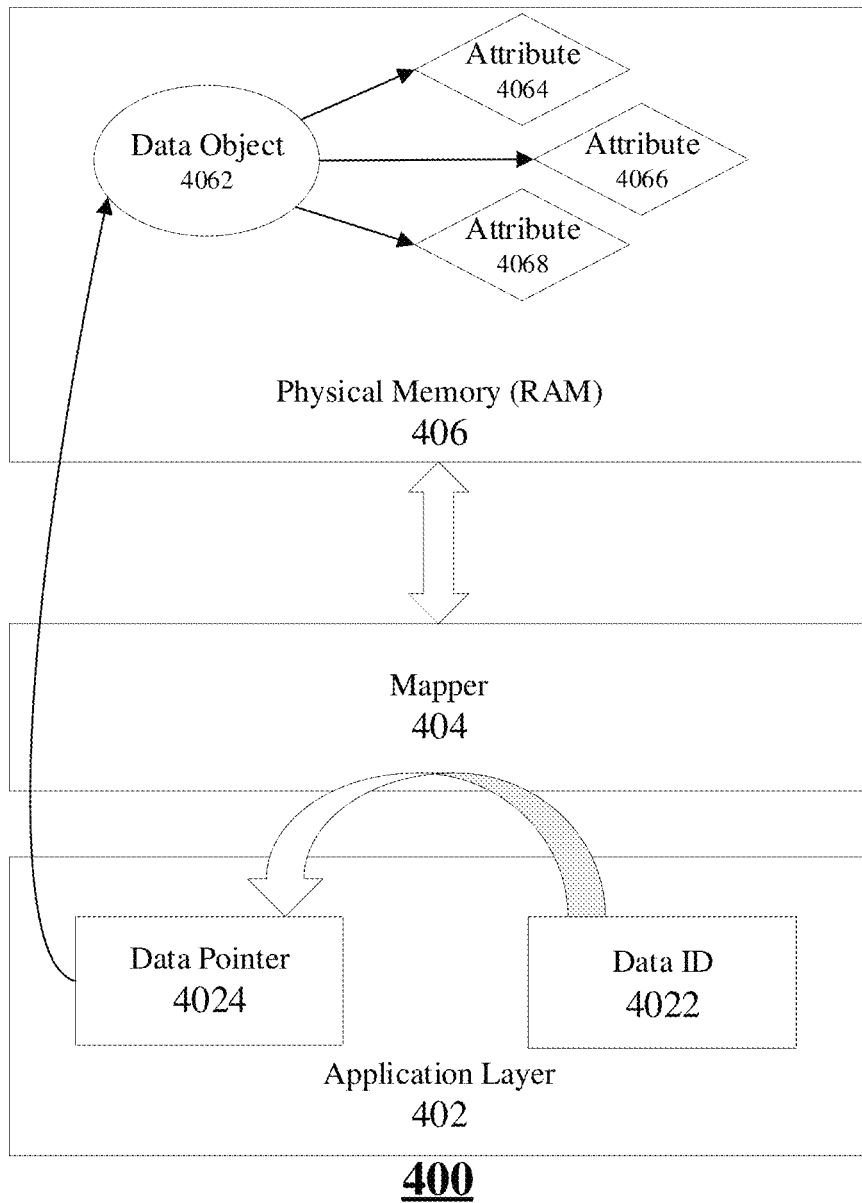 Attribute
4064
Data Object
4062
Attribute
4066
Attribute
4068
Physical Memory (RAM)
406
Mapper
404
Data Pointer
4024
Data ID
4022
Application Layer
402
400